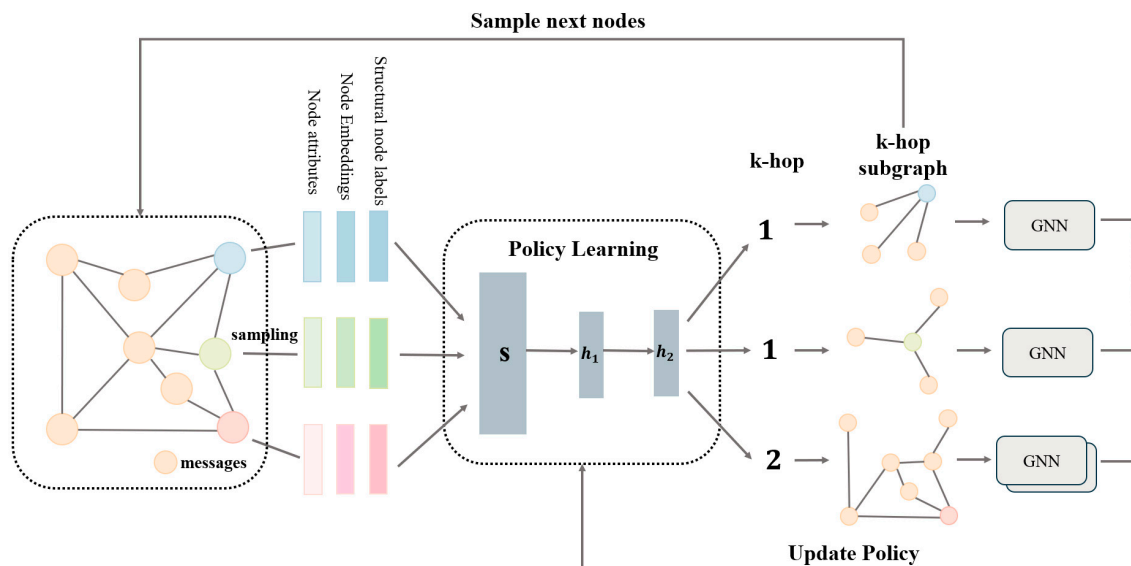 Sample next nodes
Node attributes
Node Embeddings
Structural node labels
k-hop
k-hop
subgraph
Policy Learning
sampling
messages
s
h₁
h₂
1
1
2
GNN
GNN
GNN
Update Policy